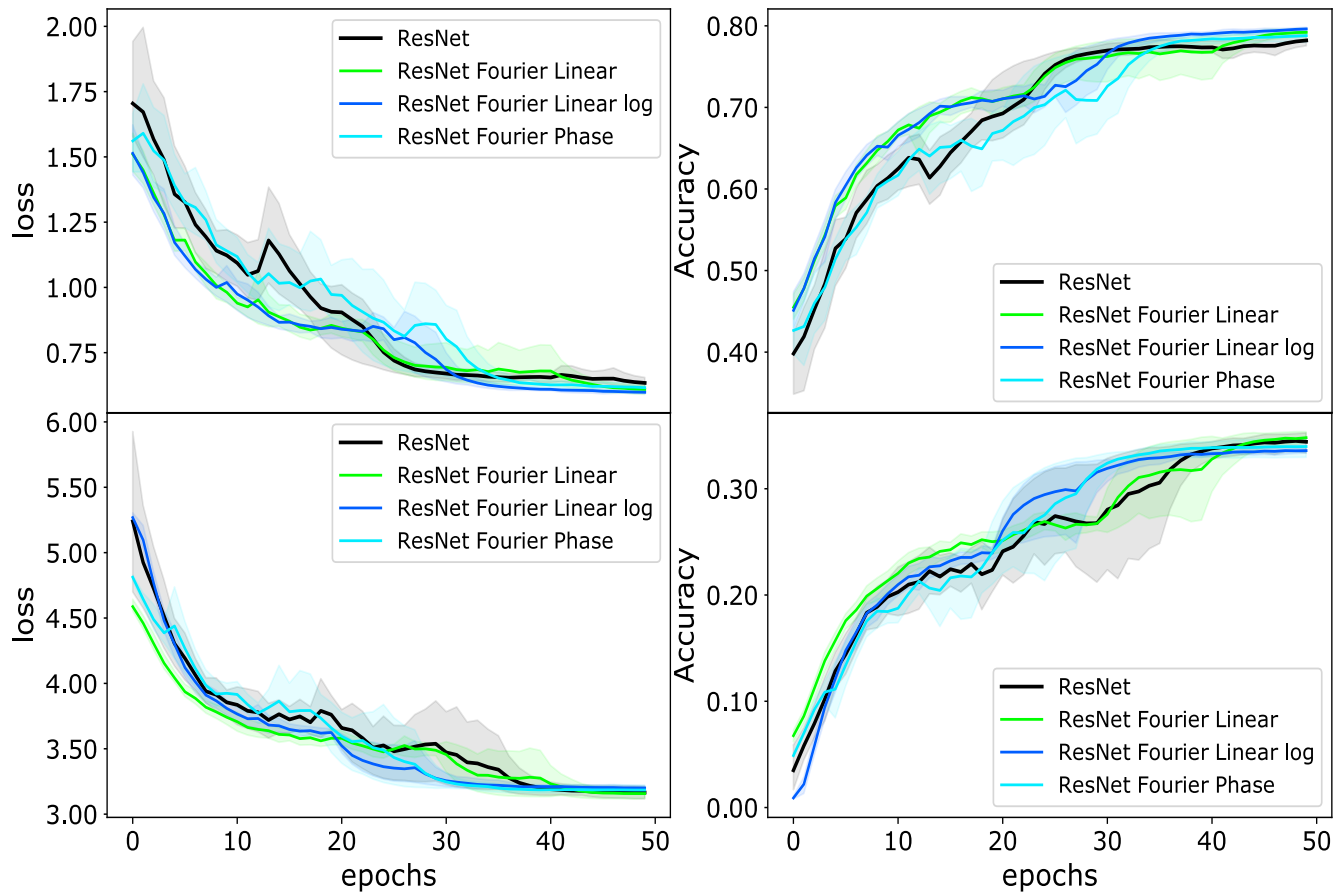 2.00
1.75
1.50
1.25
1.00
0.75
loss
ResNet
ResNet Fourier Linear
ResNet Fourier Linear log
ResNet Fourier Phase
0.80
0.70
0.60
0.50
0.40
Accuracy
ResNet
ResNet Fourier Linear
ResNet Fourier Linear log
ResNet Fourier Phase
6.00
5.50
5.00
4.50
4.00
3.50
3.00
loss
ResNet
ResNet Fourier Linear
ResNet Fourier Linear log
ResNet Fourier Phase
0 10 20 30 40 50
epochs
0.30
0.20
0.10
0.00
Accuracy
ResNet
ResNet Fourier Linear
ResNet Fourier Linear log
ResNet Fourier Phase
0 10 20 30 40 50
epochs